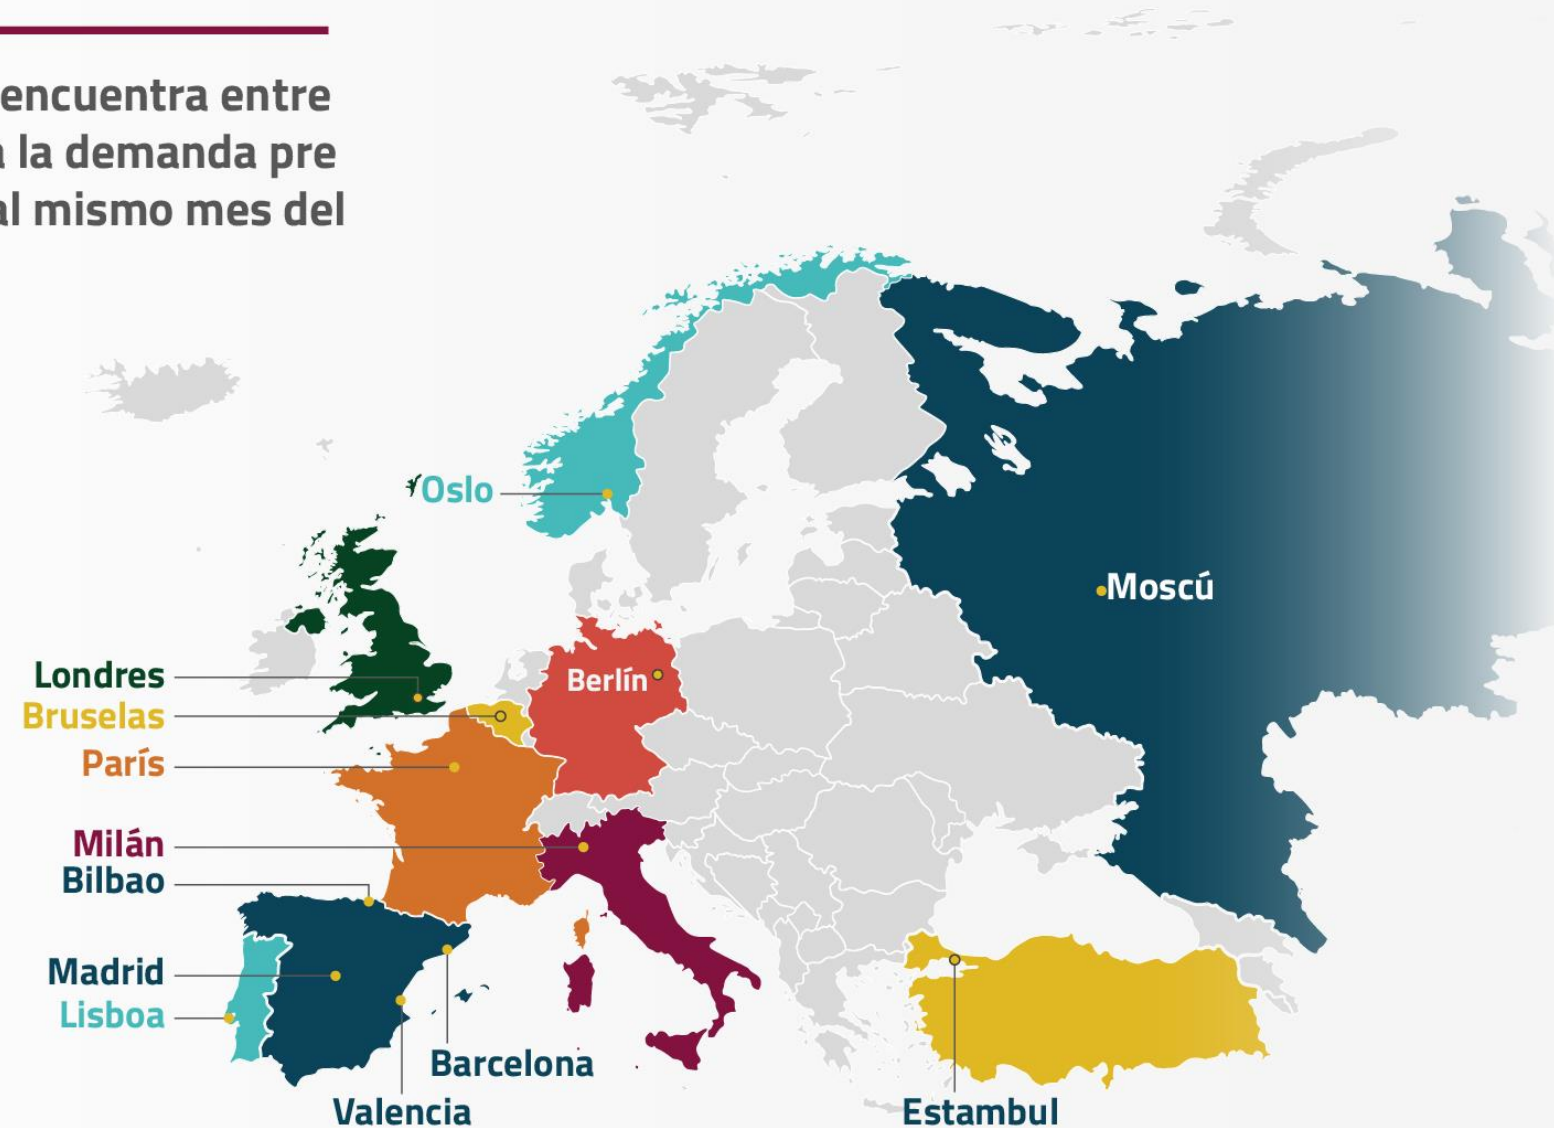 encuentra entre
a la demanda pre
al mismo mes del
Oslo
Moscú
Londres
Berlín
Bruselas
París
Milán
Bilbao
Madrid
Lisboa
Barcelona
Valencia
Estambul